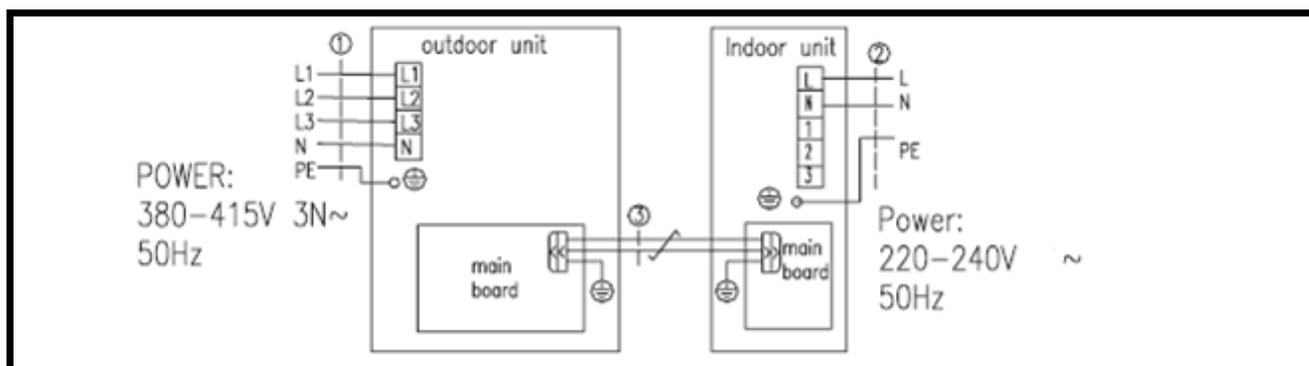 ①
outdoor unit
Indoor unit
②
L1
L1
L2
L2
L3
L3
N
N
PE
L
L
N
N
1
2
3
PE
POWER:
380-415V 3N~
50Hz
③
main
board
main
board
Power:
220-240V ~
50Hz